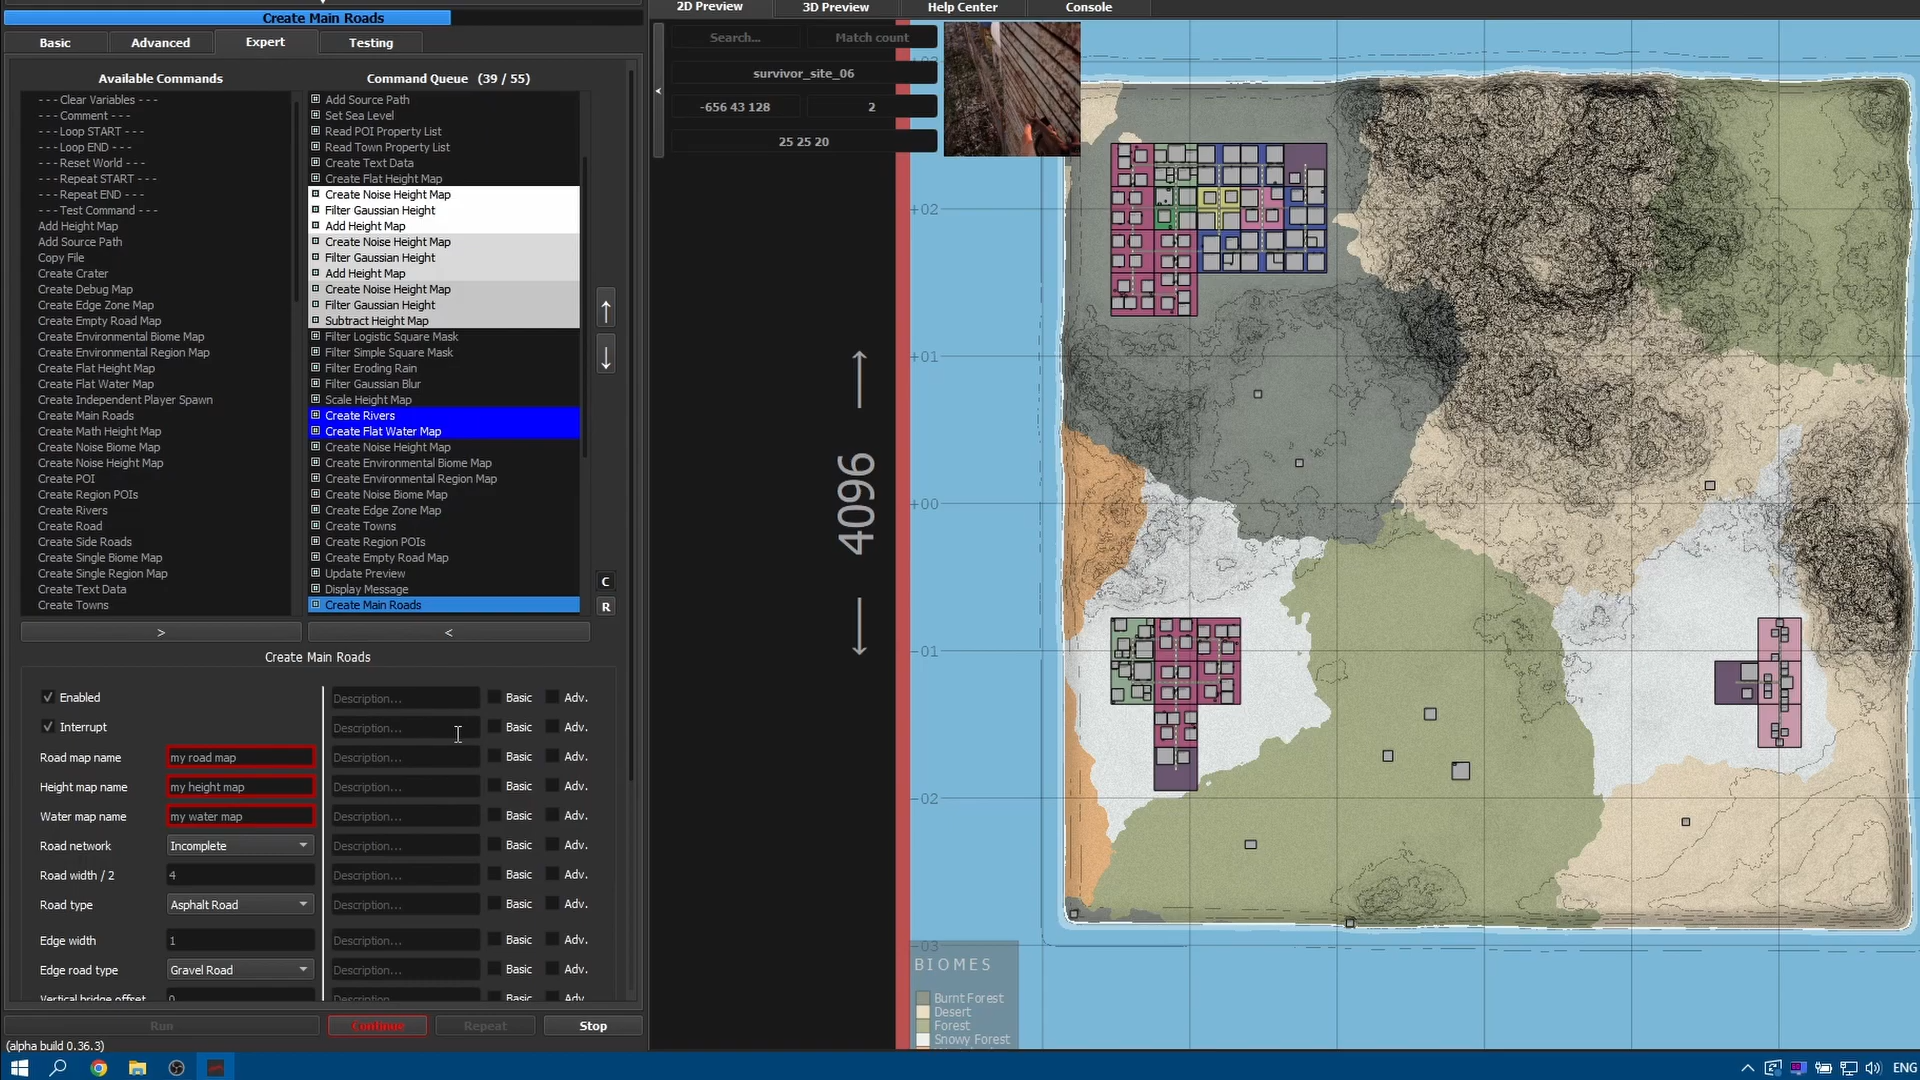 Create Main Roads
Basic
Advanced
Expert
Testing
Available Commands
- - - Clear Variables - - -
- - - Comment - - -
- - - Loop START - - -
- - - Loop END - - -
- - - Reset World - - -
- - - Repeat START - - -
- - - Repeat END - - -
- - - Test Command - - -
Add Height Map
Add Source Path
Copy File
Create Crater
Create Debug Map
Create Edge Zone Map
Create Empty Road Map
Create Environmental Biome Map
Create Environmental Region Map
Create Flat Height Map
Create Flat Water Map
Create Independent Player Spawn
Create Main Roads
Create Math Height Map
Create Noise Biome Map
Create Noise Height Map
Create POI
Create Region POIs
Create Rivers
Create Road
Create Side Roads
Create Single Biome Map
Create Single Region Map
Create Text Data
Create Towns
>
Command Queue (39 / 55)
Add Source Path
Set Sea Level
Read POI Property List
Read Town Property List
Create Text Data
Create Flat Height Map
Create Noise Height Map
Filter Gaussian Height
Add Height Map
Create Noise Height Map
Filter Gaussian Height
Add Height Map
Create Noise Height Map
Filter Gaussian Height
Subtract Height Map
Filter Logistic Square Mask
Filter Simple Square Mask
Filter Eroding Rain
Filter Gaussian Blur
Scale Height Map
Create Rivers
Create Flat Water Map
Create Noise Height Map
Create Environmental Biome Map
Create Environmental Region Map
Create Noise Biome Map
Create Edge Zone Map
Create Towns
Create Region POIs
Create Empty Road Map
Update Preview
Display Message
Create Main Roads
<
↑
↓
C
R
Create Main Roads
Enabled Description... Basic Adv.
Interrupt Description... Basic Adv.
Road map name my road map Description... Basic Adv.
Height map name my height map Description... Basic Adv.
Water map name my water map Description... Basic Adv.
Road network Incomplete Description... Basic Adv.
Road width / 2 4 Description... Basic Adv.
Road type Asphalt Road Description... Basic Adv.
Edge width 1 Description... Basic Adv.
Edge road type Gravel Road Description... Basic Adv.
Vertical bridge offset 0 Description... Basic Adv.
Run
Continue
Repeat
Stop
(alpha build 0.36.3)
2D Preview
3D Preview
Help Center
Console
Search...
Match count
survivor_site_06
-656 43 128
2
25 25 20
4096
+02
+01
+00
-01
-02
-03
BIOMES
Burnt Forest
Desert
Forest
Snowy Forest
ENG